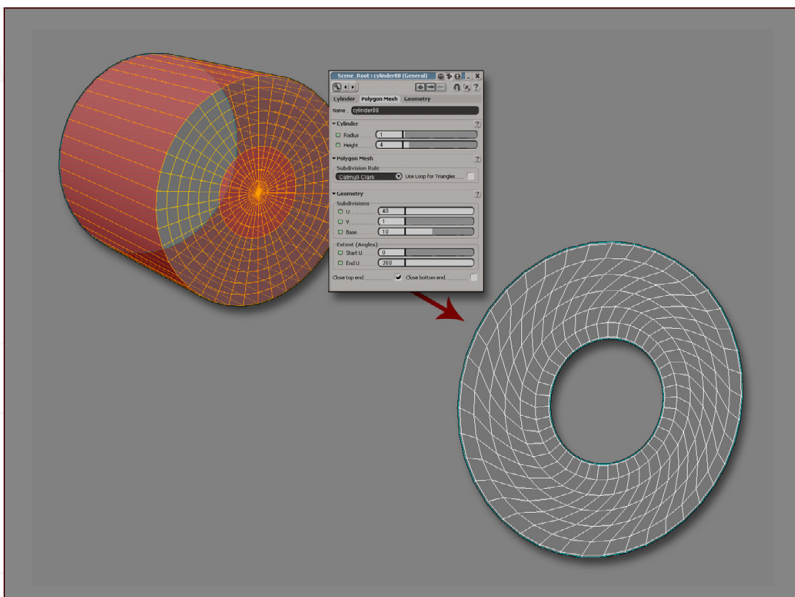 Scene_Root : cylinder88 (General)
Cylinder Polygon Mesh Geometry
Name : cylinder88
Cylinder
Radius 1
Height 4
Polygon Mesh
Subdivision Rule
Catmull-Clark Use Loop for Triangles
Geometry
Subdivisions
U 48
V 1
Base 10
Extent (Angles)
Start U 0
End U 360
Close top end Close bottom end